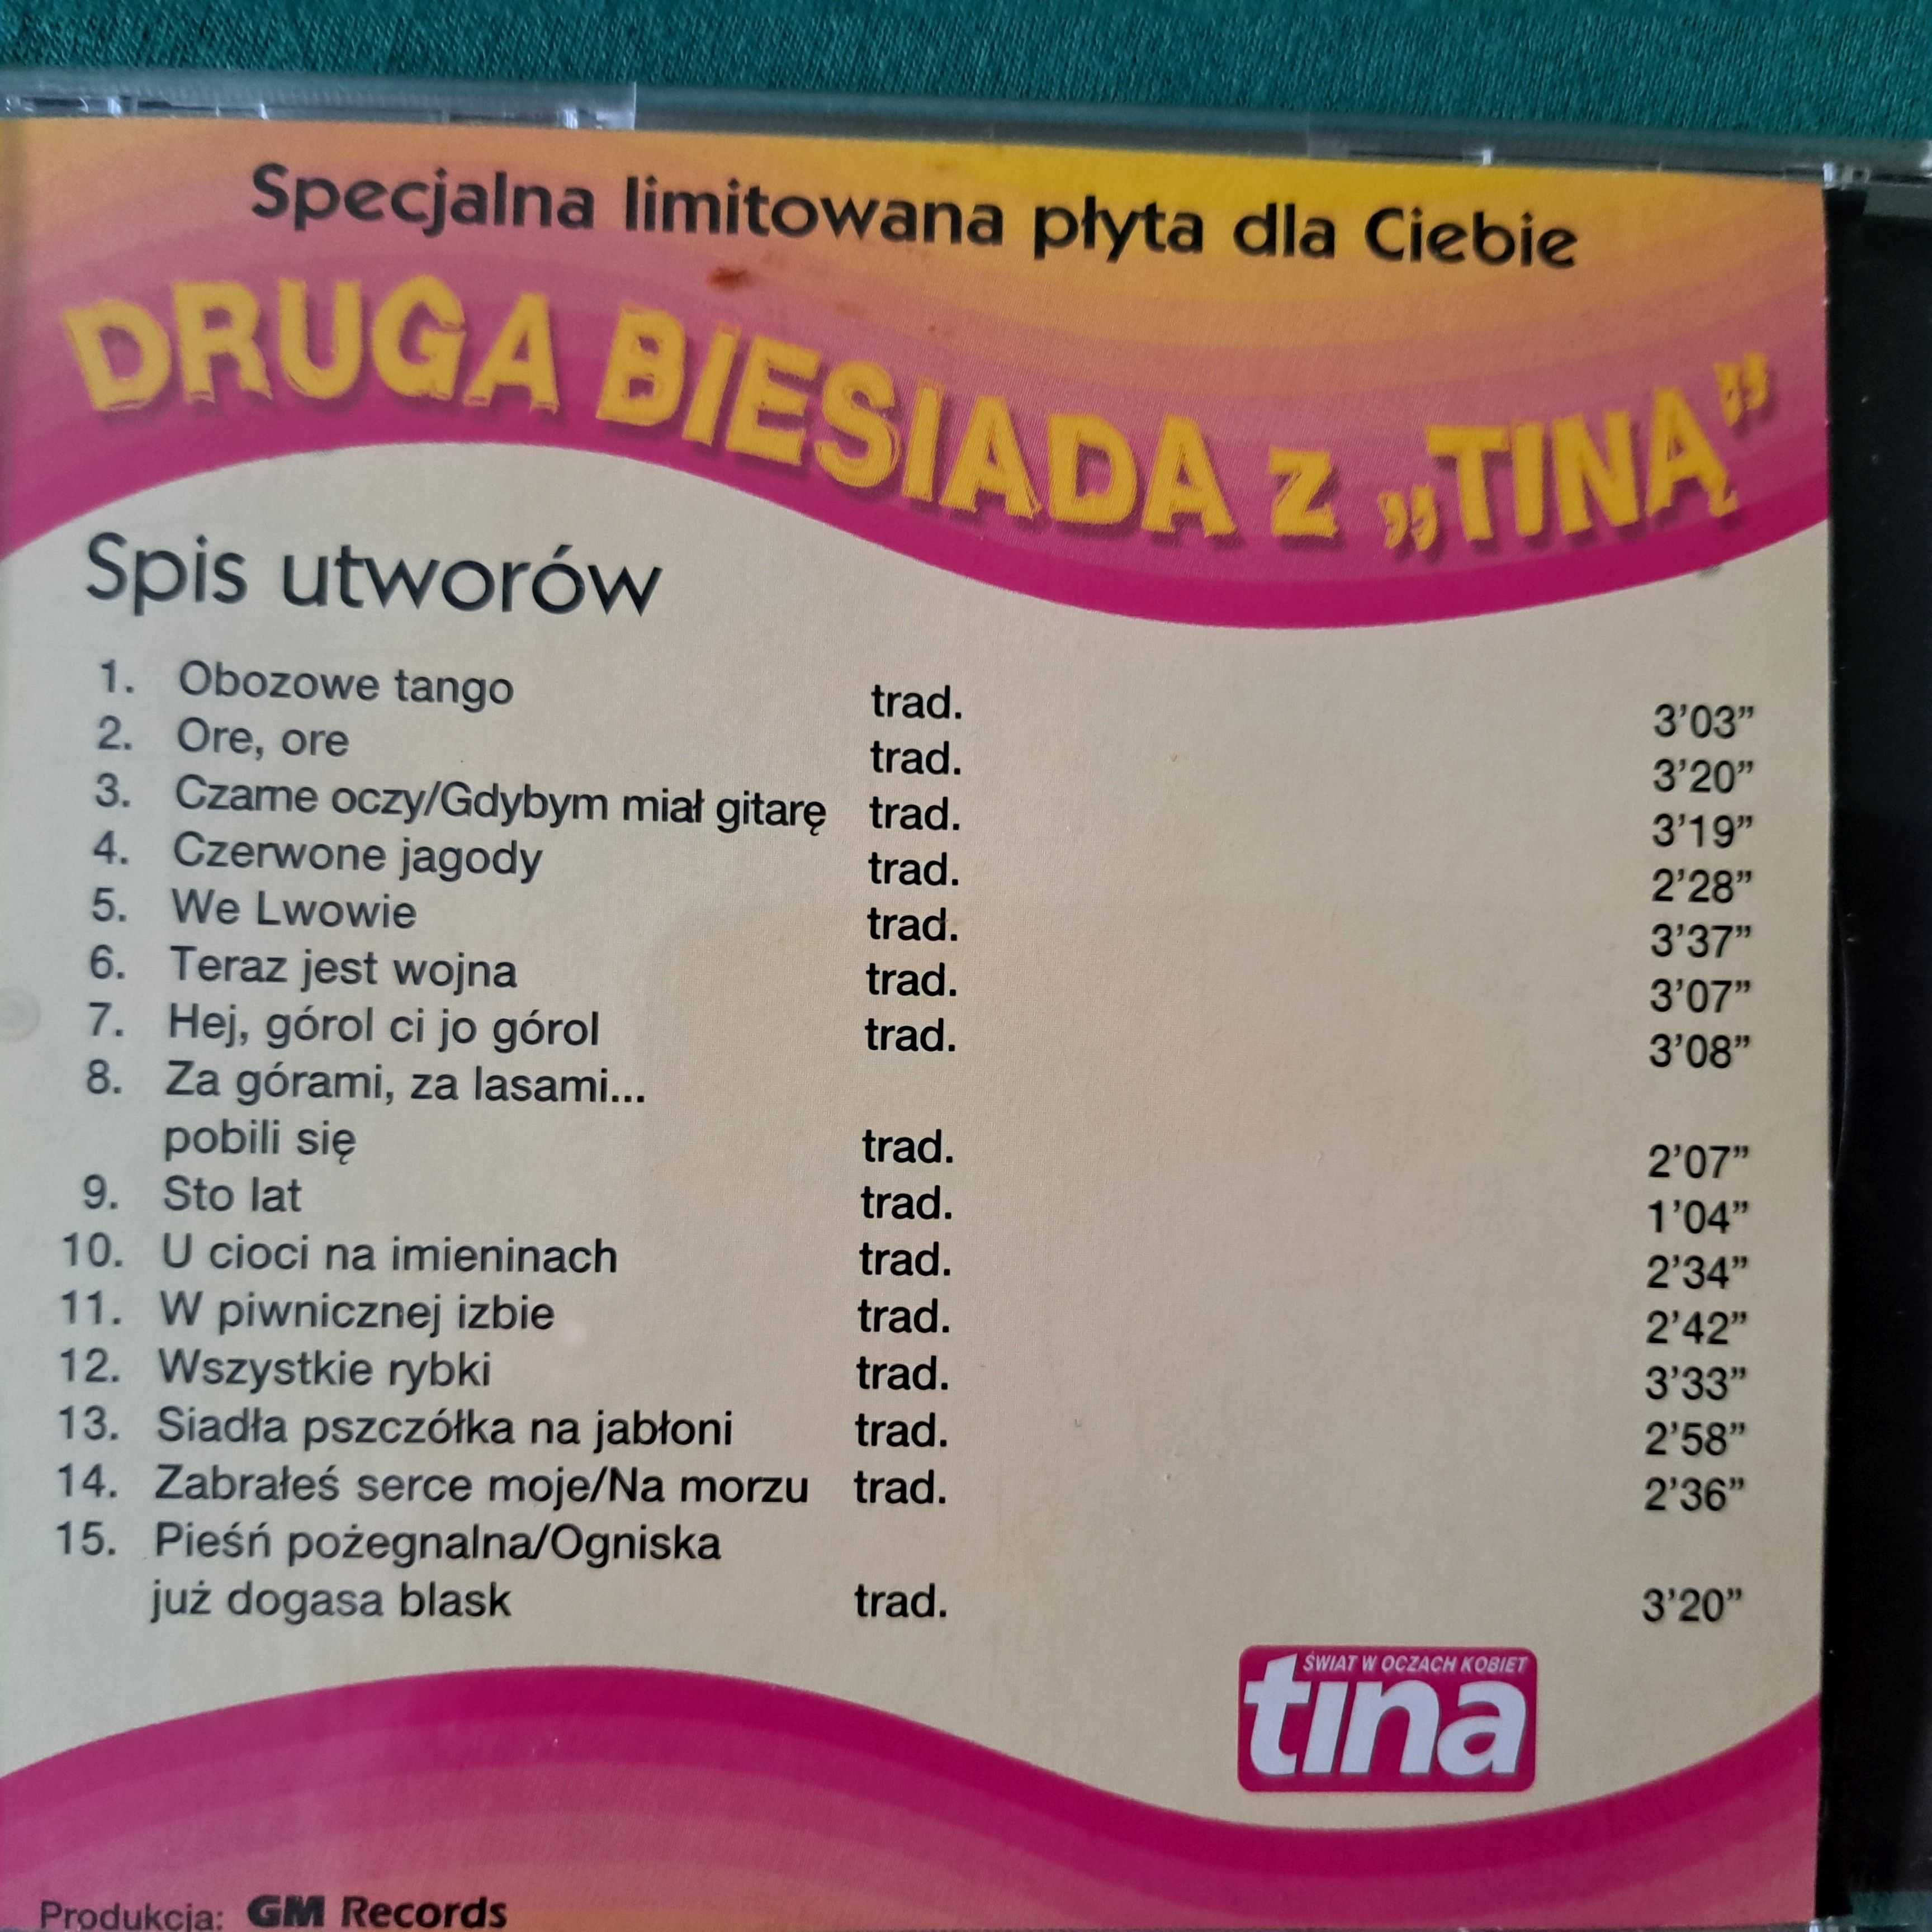 Specjalna limitowana płyta dla Ciebie
DRUGA BIESIADA z „TINĄ”
Spis utworów
1. Obozowe tango trad. 3’03”
2. Ore, ore trad. 3’20”
3. Czarne oczy/Gdybym miał gitarę trad. 3’19”
4. Czerwone jagody trad. 2’28”
5. We Lwowie trad. 3’37”
6. Teraz jest wojna trad. 3’07”
7. Hej, górol ci jo górol trad. 3’08”
8. Za górami, za lasami...
pobili się trad. 2’07”
9. Sto lat trad. 1’04”
10. U cioci na imieninach trad. 2’34”
11. W piwnicznej izbie trad. 2’42”
12. Wszystkie rybki trad. 3’33”
13. Siadła pszczółka na jabłoni trad. 2’58”
14. Zabrałeś serce moje/Na morzu trad. 2’36”
15. Pieśń pożegnalna/Ogniska
już dogasa blask trad. 3’20”
ŚWIAT W OCZACH KOBIET
tina
Produkcja: GM Records